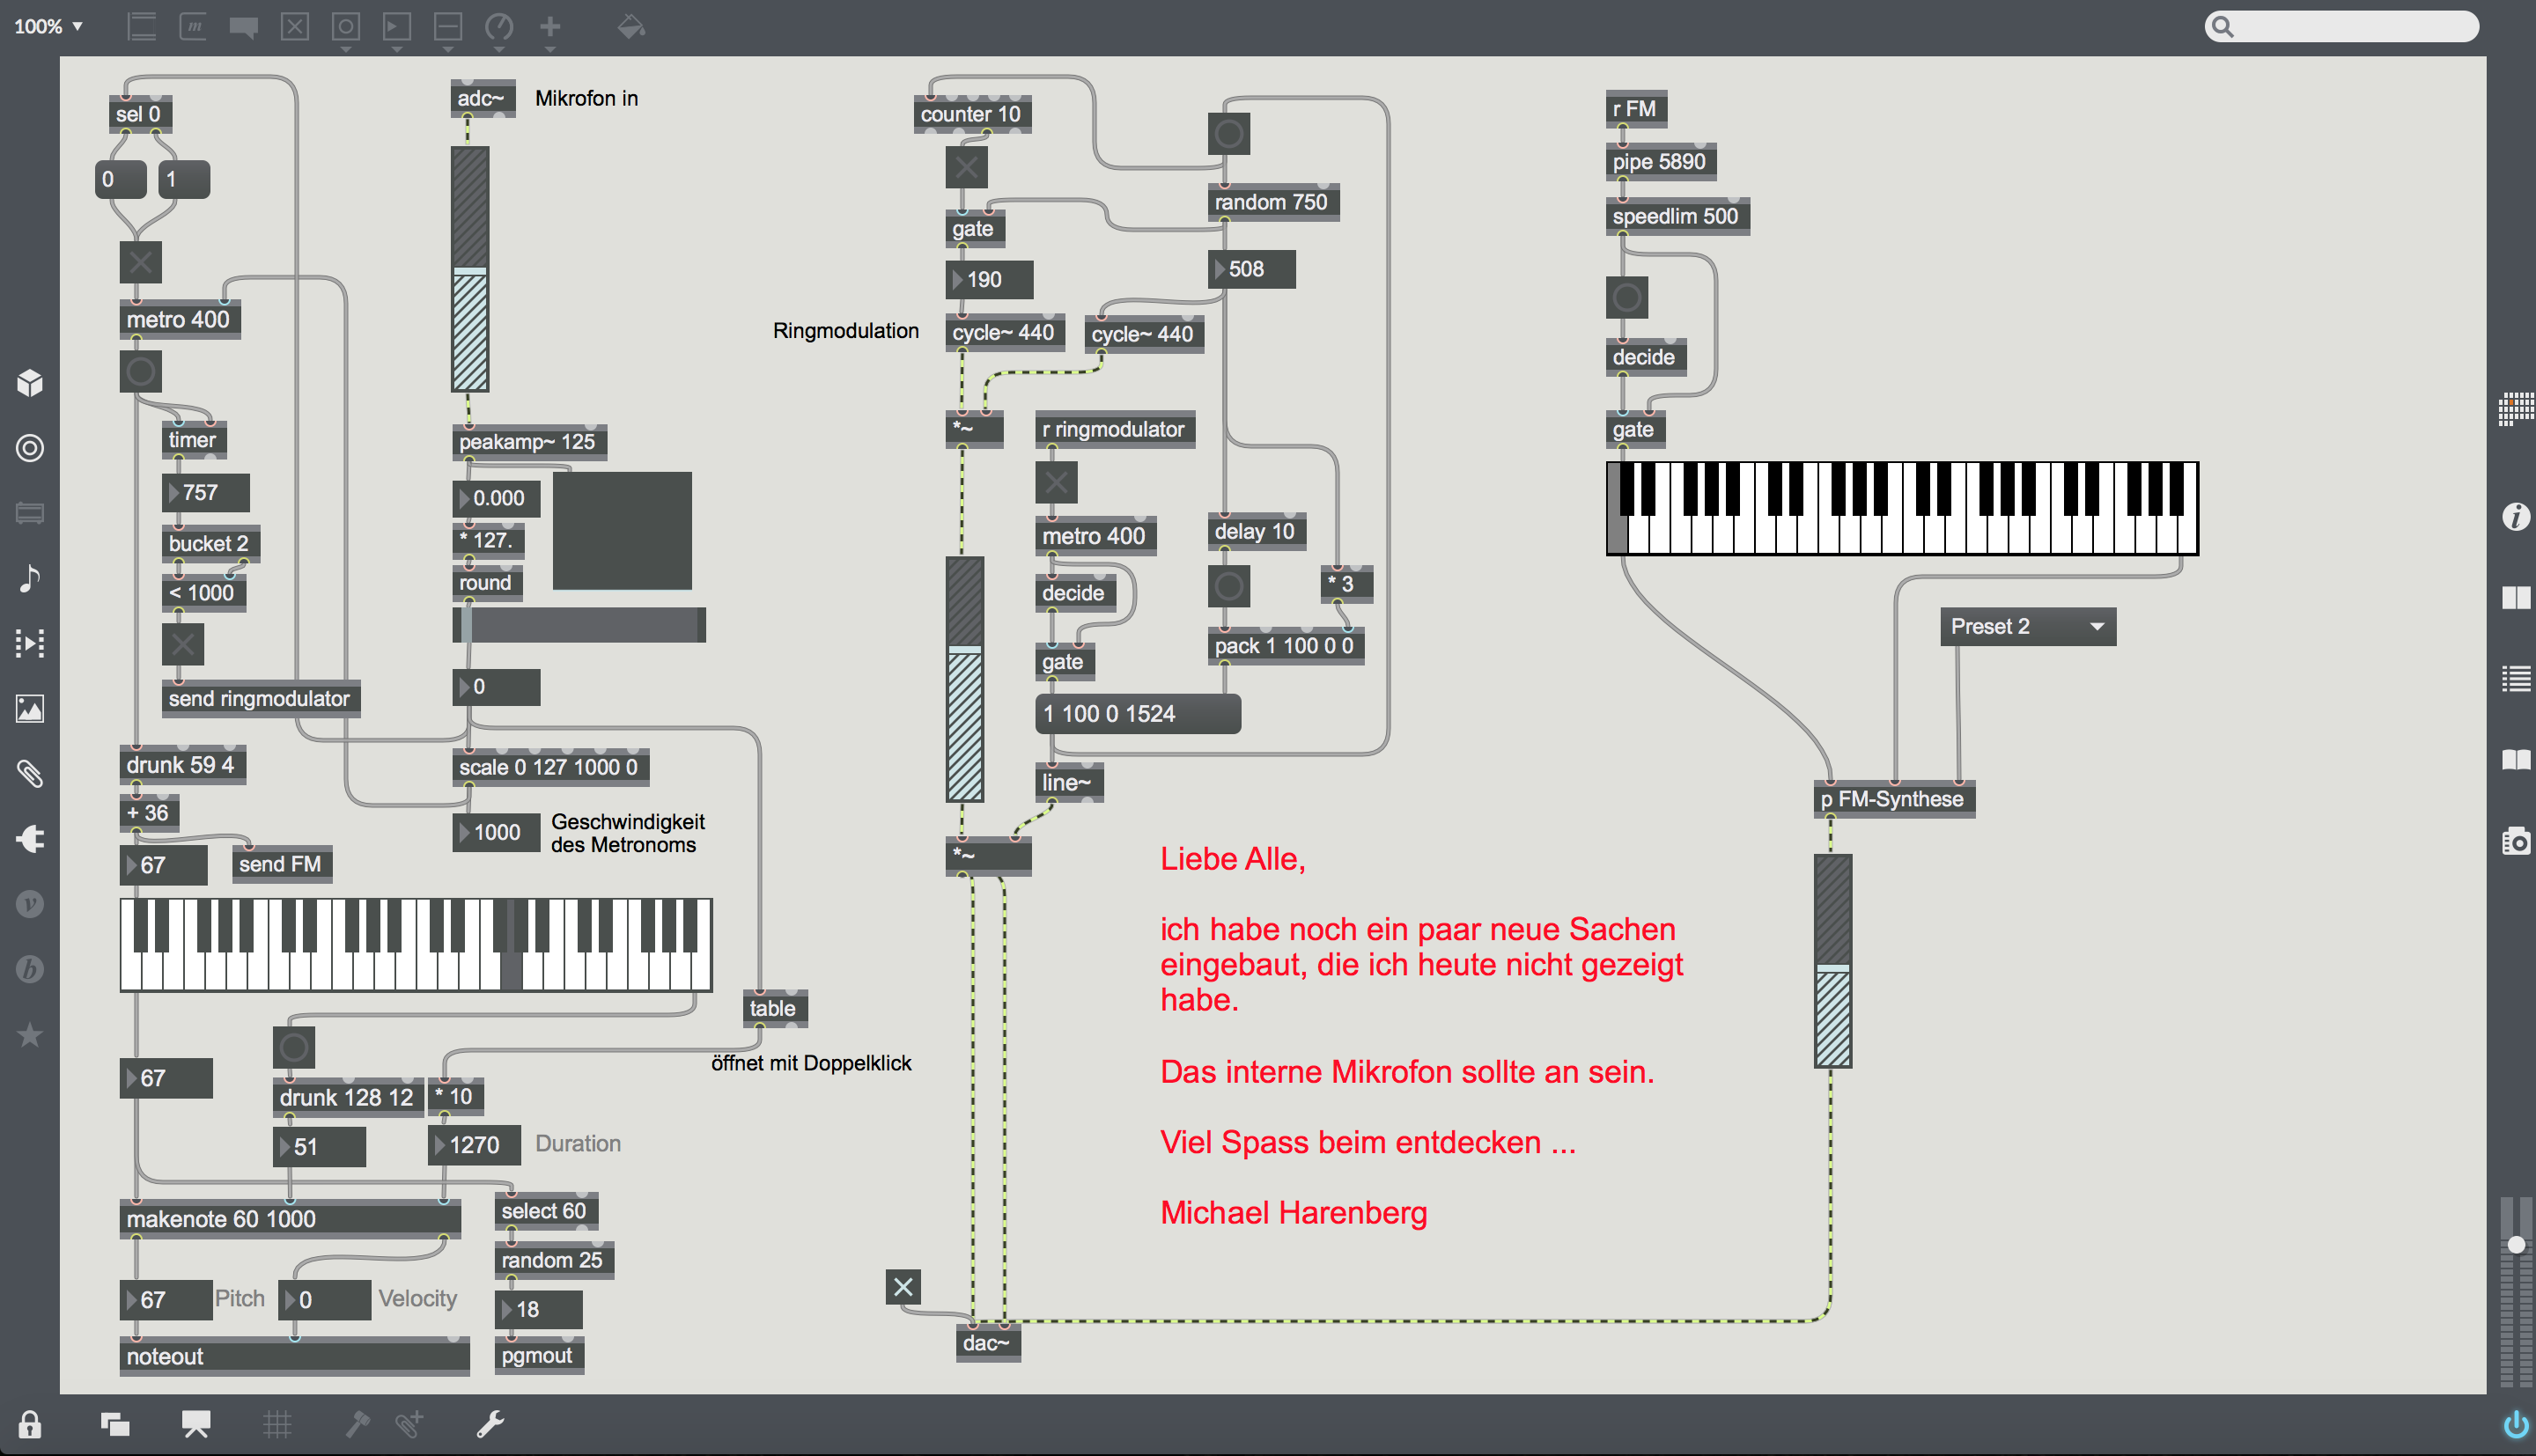 100%
m
sel 0
0
1
metro 400
timer
757
bucket 2
< 1000
send ringmodulator
drunk 59 4
+ 36
67
send FM
67
drunk 128 12
51
* 10
1270
Duration
makenote 60 1000
67
Pitch
0
Velocity
noteout
select 60
random 25
18
pgmout
adc~
Mikrofon in
peakamp~ 125
0.000
* 127.
round
0
scale 0 127 1000 0
1000
Geschwindigkeit
des Metronoms
table
öffnet mit Doppelklick
counter 10
gate
190
Ringmodulation
cycle~ 440
cycle~ 440
*~
random 750
508
r ringmodulator
metro 400
decide
gate
delay 10
* 3
pack 1 100 0 0
1 100 0 1524
line~
*~
dac~
Liebe Alle,
ich habe noch ein paar neue Sachen
eingebaut, die ich heute nicht gezeigt
habe.
Das interne Mikrofon sollte an sein.
Viel Spass beim entdecken ...
Michael Harenberg
r FM
pipe 5890
speedlim 500
decide
gate
Preset 2
p FM-Synthese
v
b
i